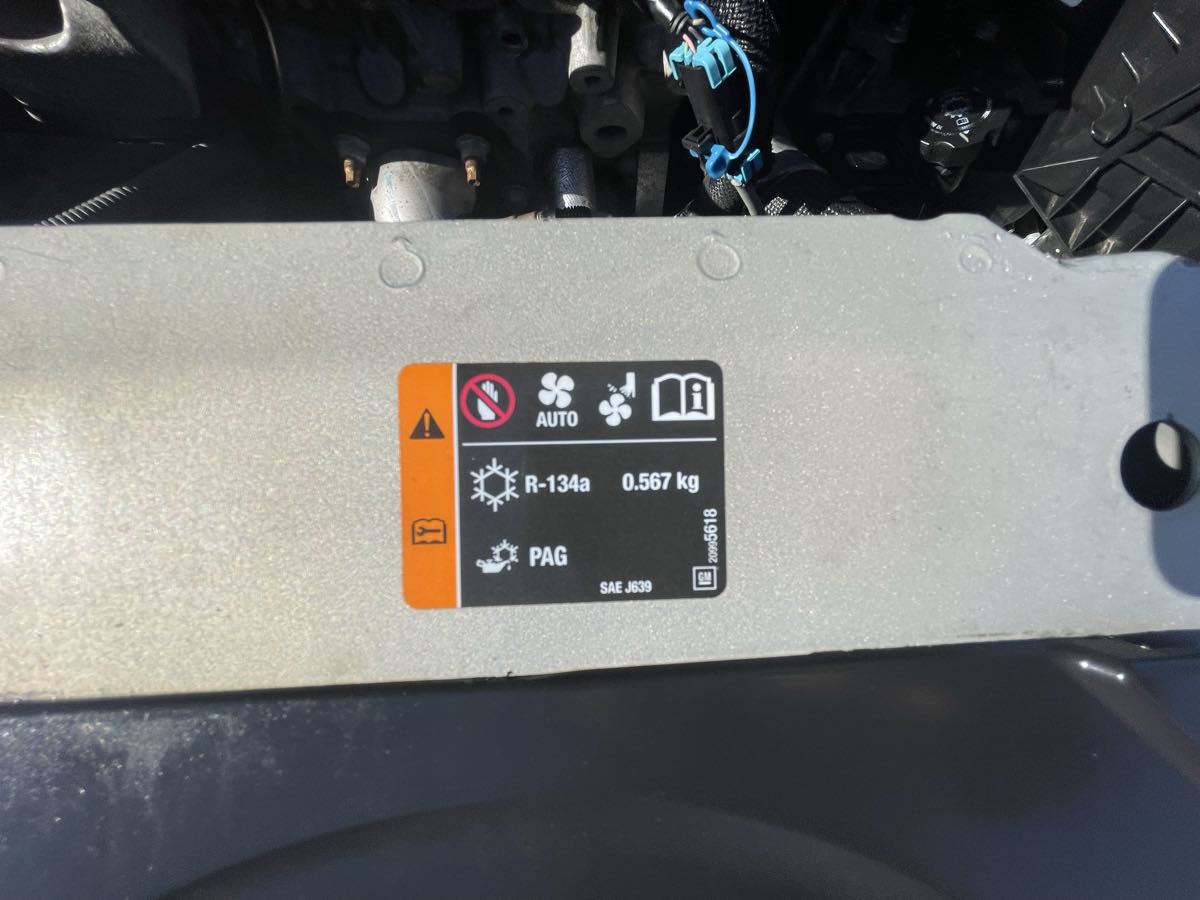 AUTO
R-134a 0.567 kg
PAG
20995618
SAE J639
GM